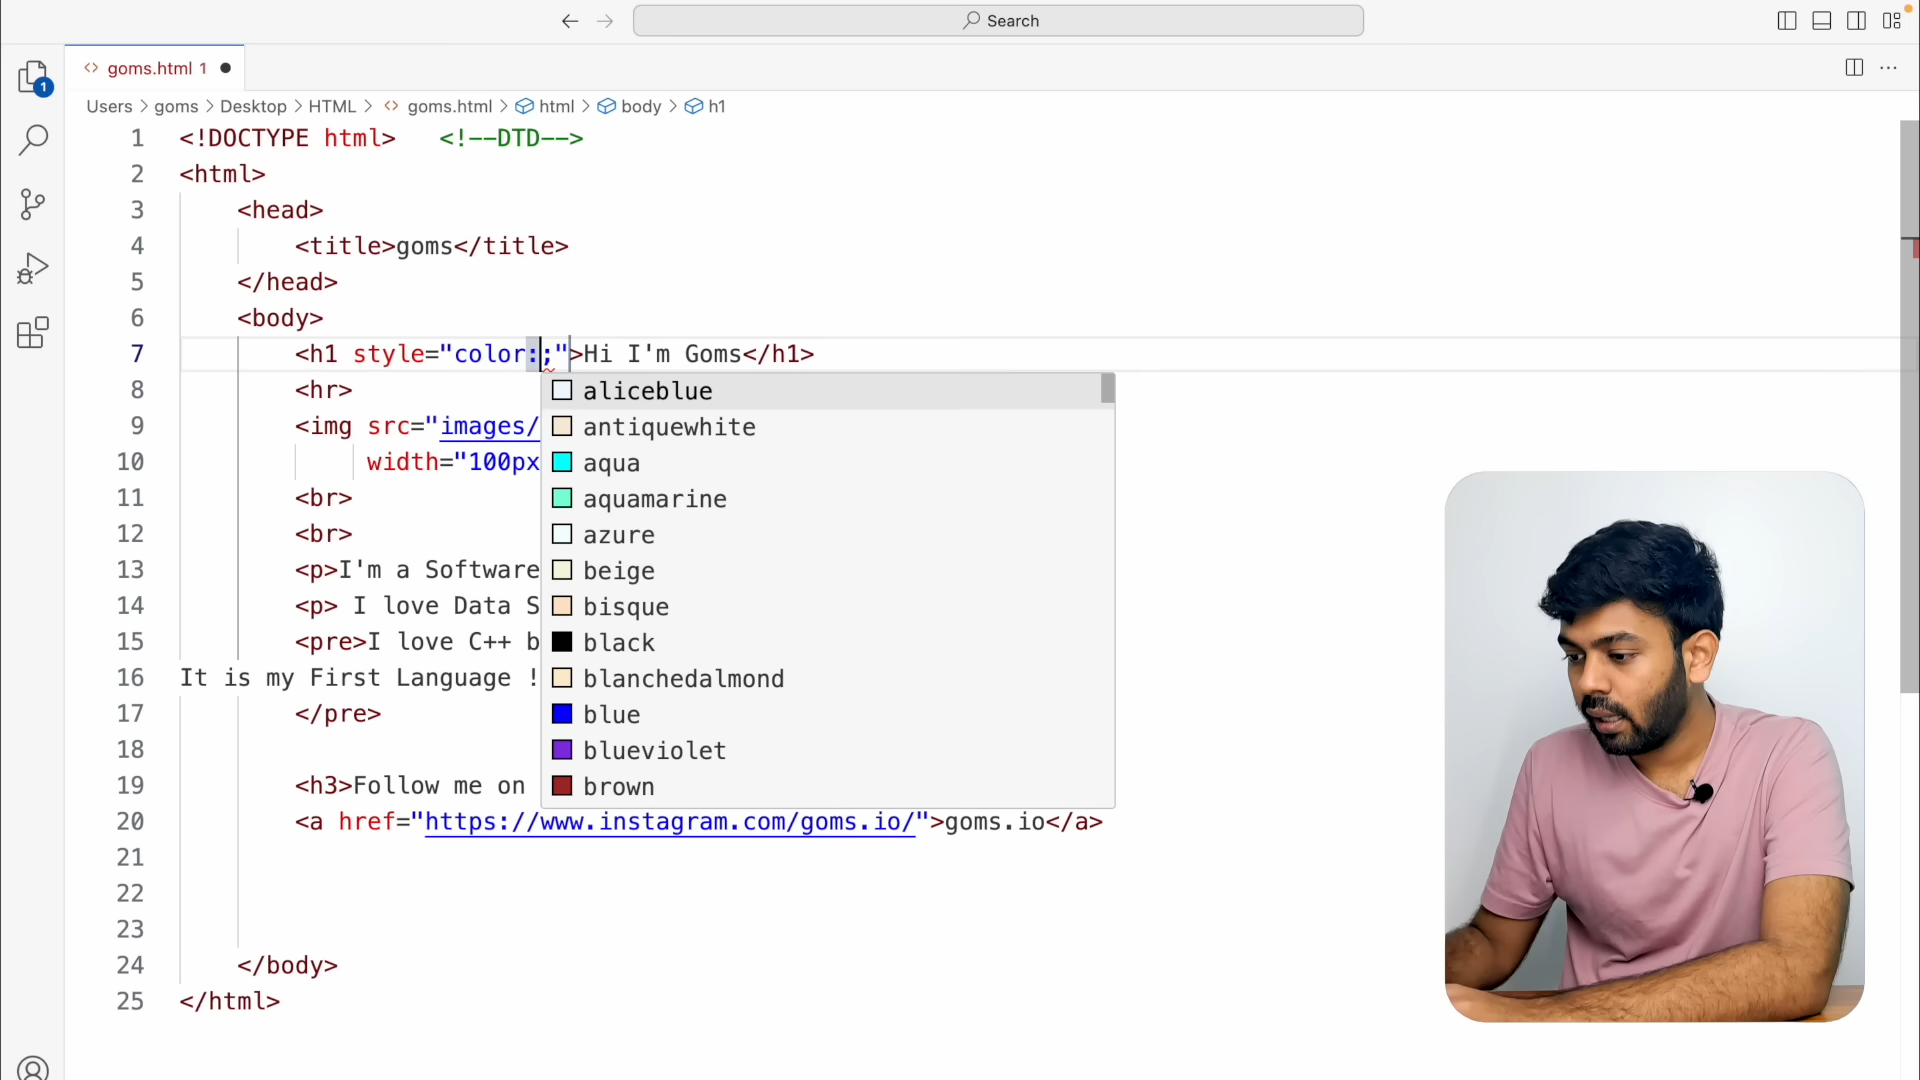 Search
goms.html 1
1
Users > goms > Desktop > HTML > goms.html > html > body > h1
1 <!DOCTYPE html> <!--DTD-->
2 <html>
3 <head>
4 <title>goms</title>
5 </head>
6 <body>
7 <h1 style="color:;">Hi I'm Goms</h1>
8 <hr>
9 <img src="images/
10 width="100px
11 <br>
12 <br>
13 <p>I'm a Software
14 <p> I love Data S
15 <pre>I love C++ b
16 It is my First Language !
17 </pre>
18
19 <h3>Follow me on
20 <a href="https://www.instagram.com/goms.io/">goms.io</a>
21
22
23
24 </body>
25 </html>
aliceblue
antiquewhite
aqua
aquamarine
azure
beige
bisque
black
blanchedalmond
blue
blueviolet
brown